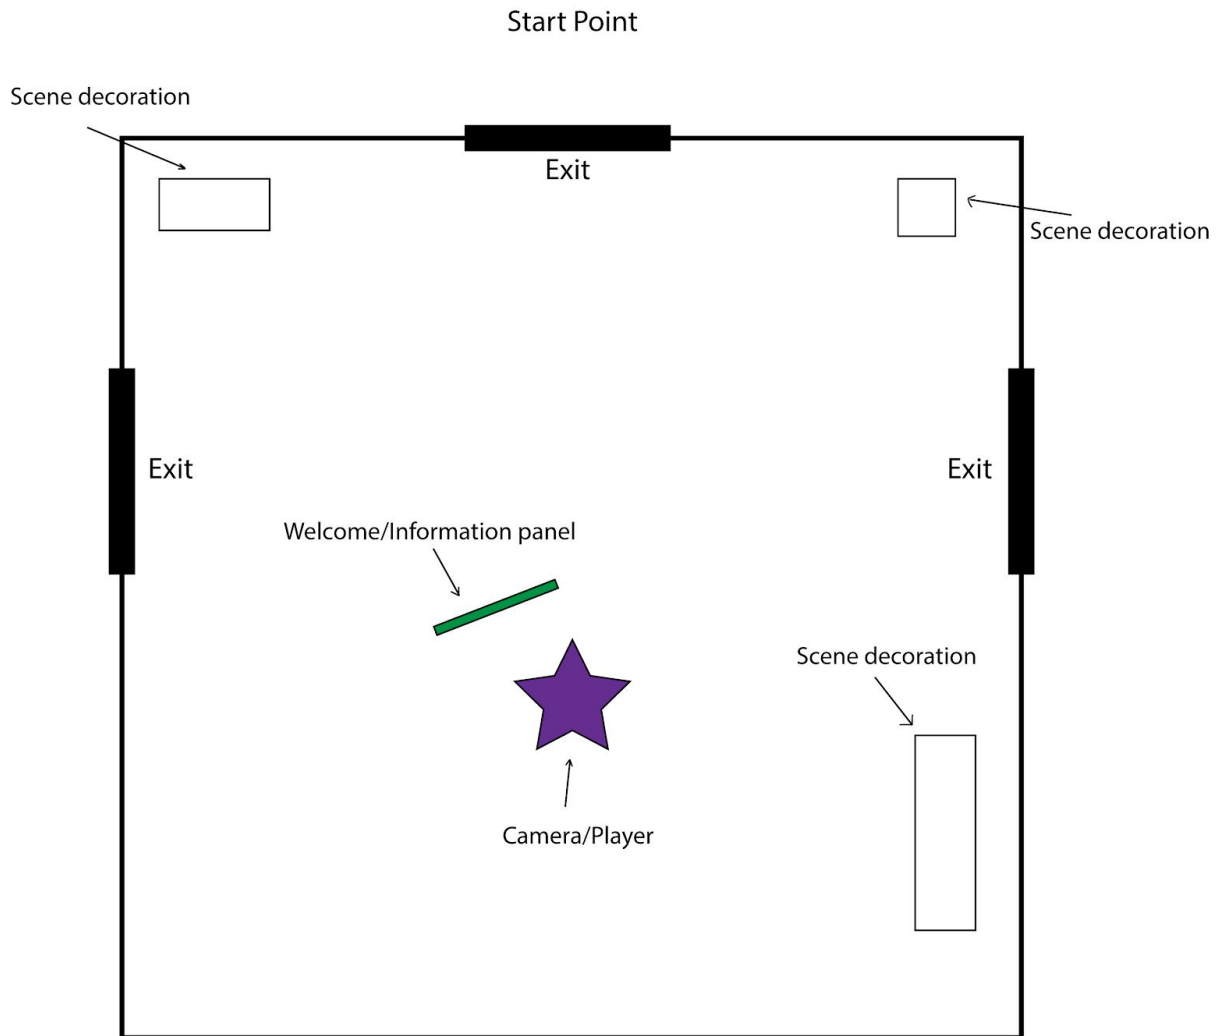 Start Point
Scene decoration
Exit
Scene decoration
Exit
Exit
Welcome/Information panel
Scene decoration
Camera/Player